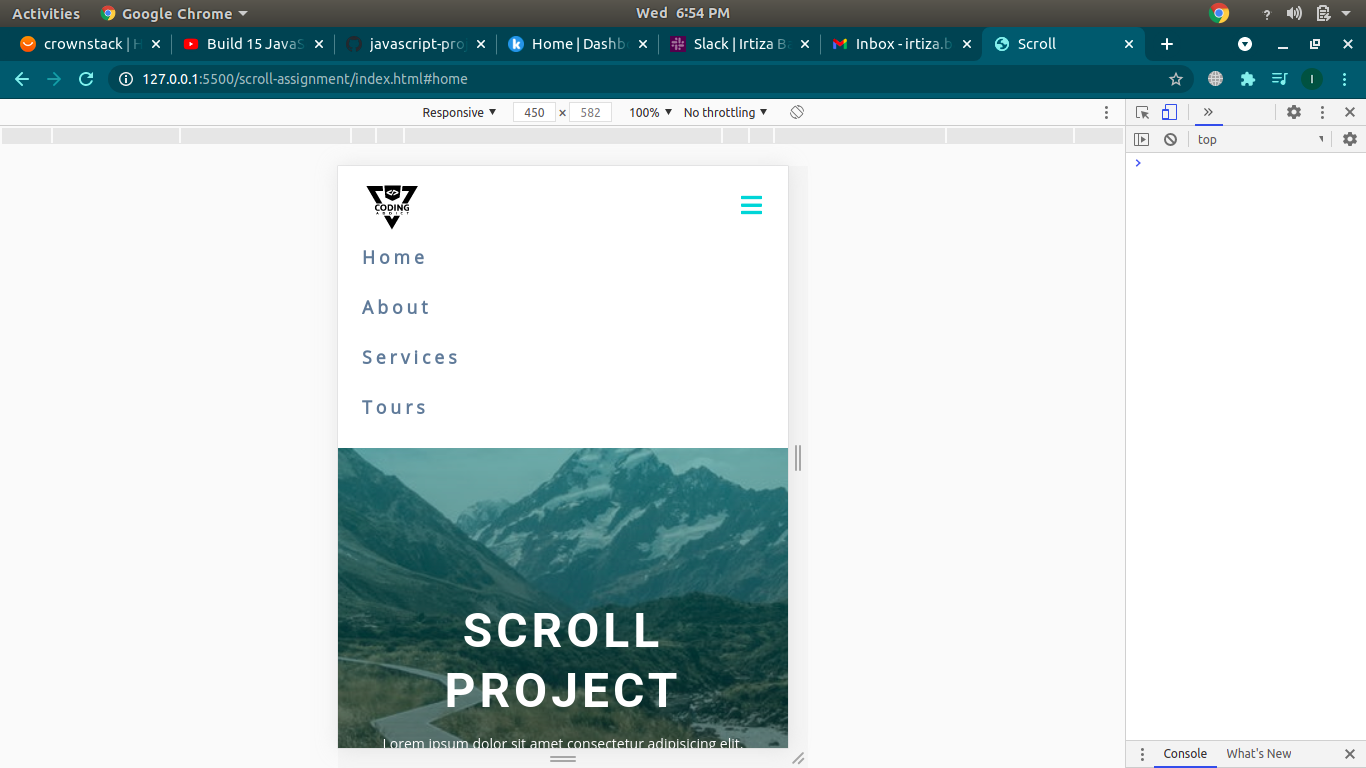 Activities Google Chrome Wed 6:54 PM ?
crownstack | H Build 15 JavaS javascript-pro Home | Dashb Slack | Irtiza Ba Inbox - irtiza.b Scroll
127.0.0.1:5500/scroll-assignment/index.html#home I
Responsive 450 × 582 100% No throttling
top
</>
CODING
ADDICT
Home
About
Services
Tours
SCROLL
PROJECT
Lorem ipsum dolor sit amet consectetur adipisicing elit.
Console What's New